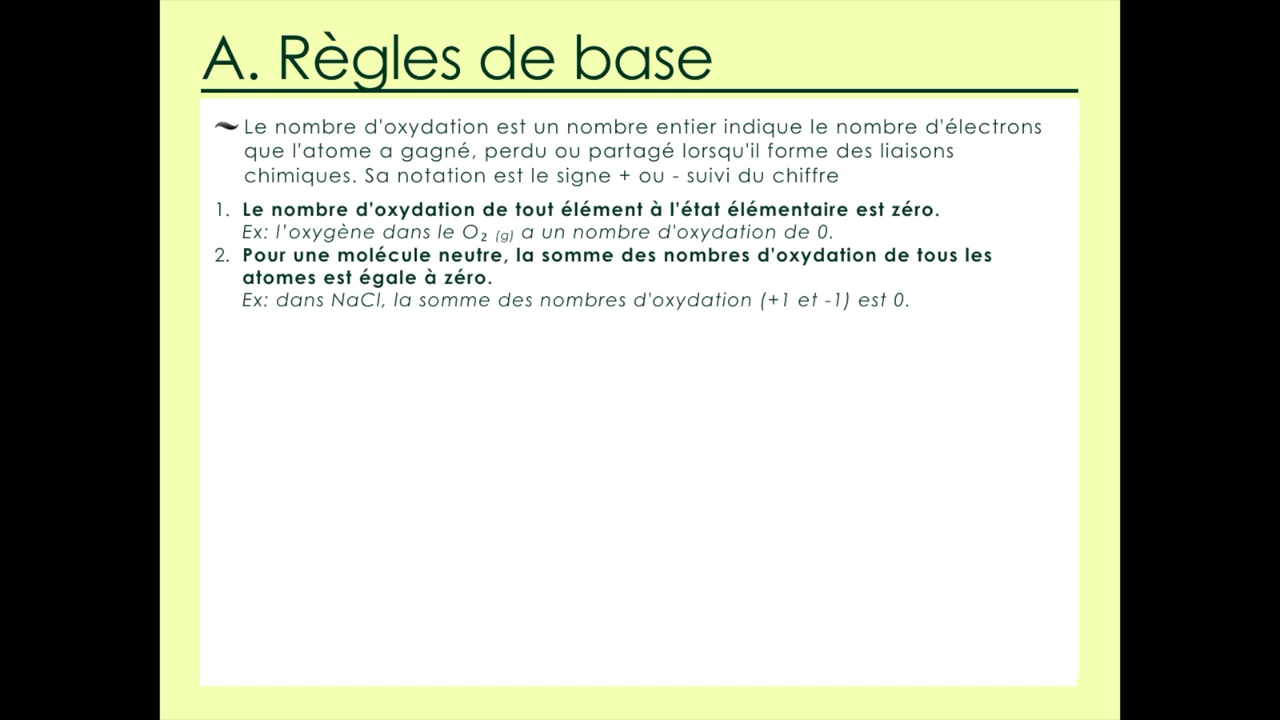 A. Règles de base
Le nombre d'oxydation est un nombre entier indique le nombre d'électrons
que l'atome a gagné, perdu ou partagé lorsqu'il forme des liaisons
chimiques. Sa notation est le signe + ou - suivi du chiffre
1. Le nombre d'oxydation de tout élément à l'état élémentaire est zéro.
Ex: l’oxygène dans le O₂ (g) a un nombre d'oxydation de 0.
2. Pour une molécule neutre, la somme des nombres d'oxydation de tous les
atomes est égale à zéro.
Ex: dans NaCl, la somme des nombres d'oxydation (+1 et -1) est 0.